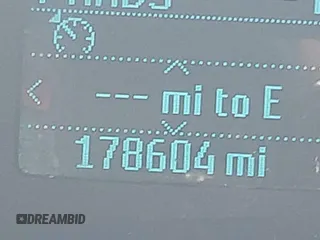 --- mi to E
178604 mi
DREAMBID